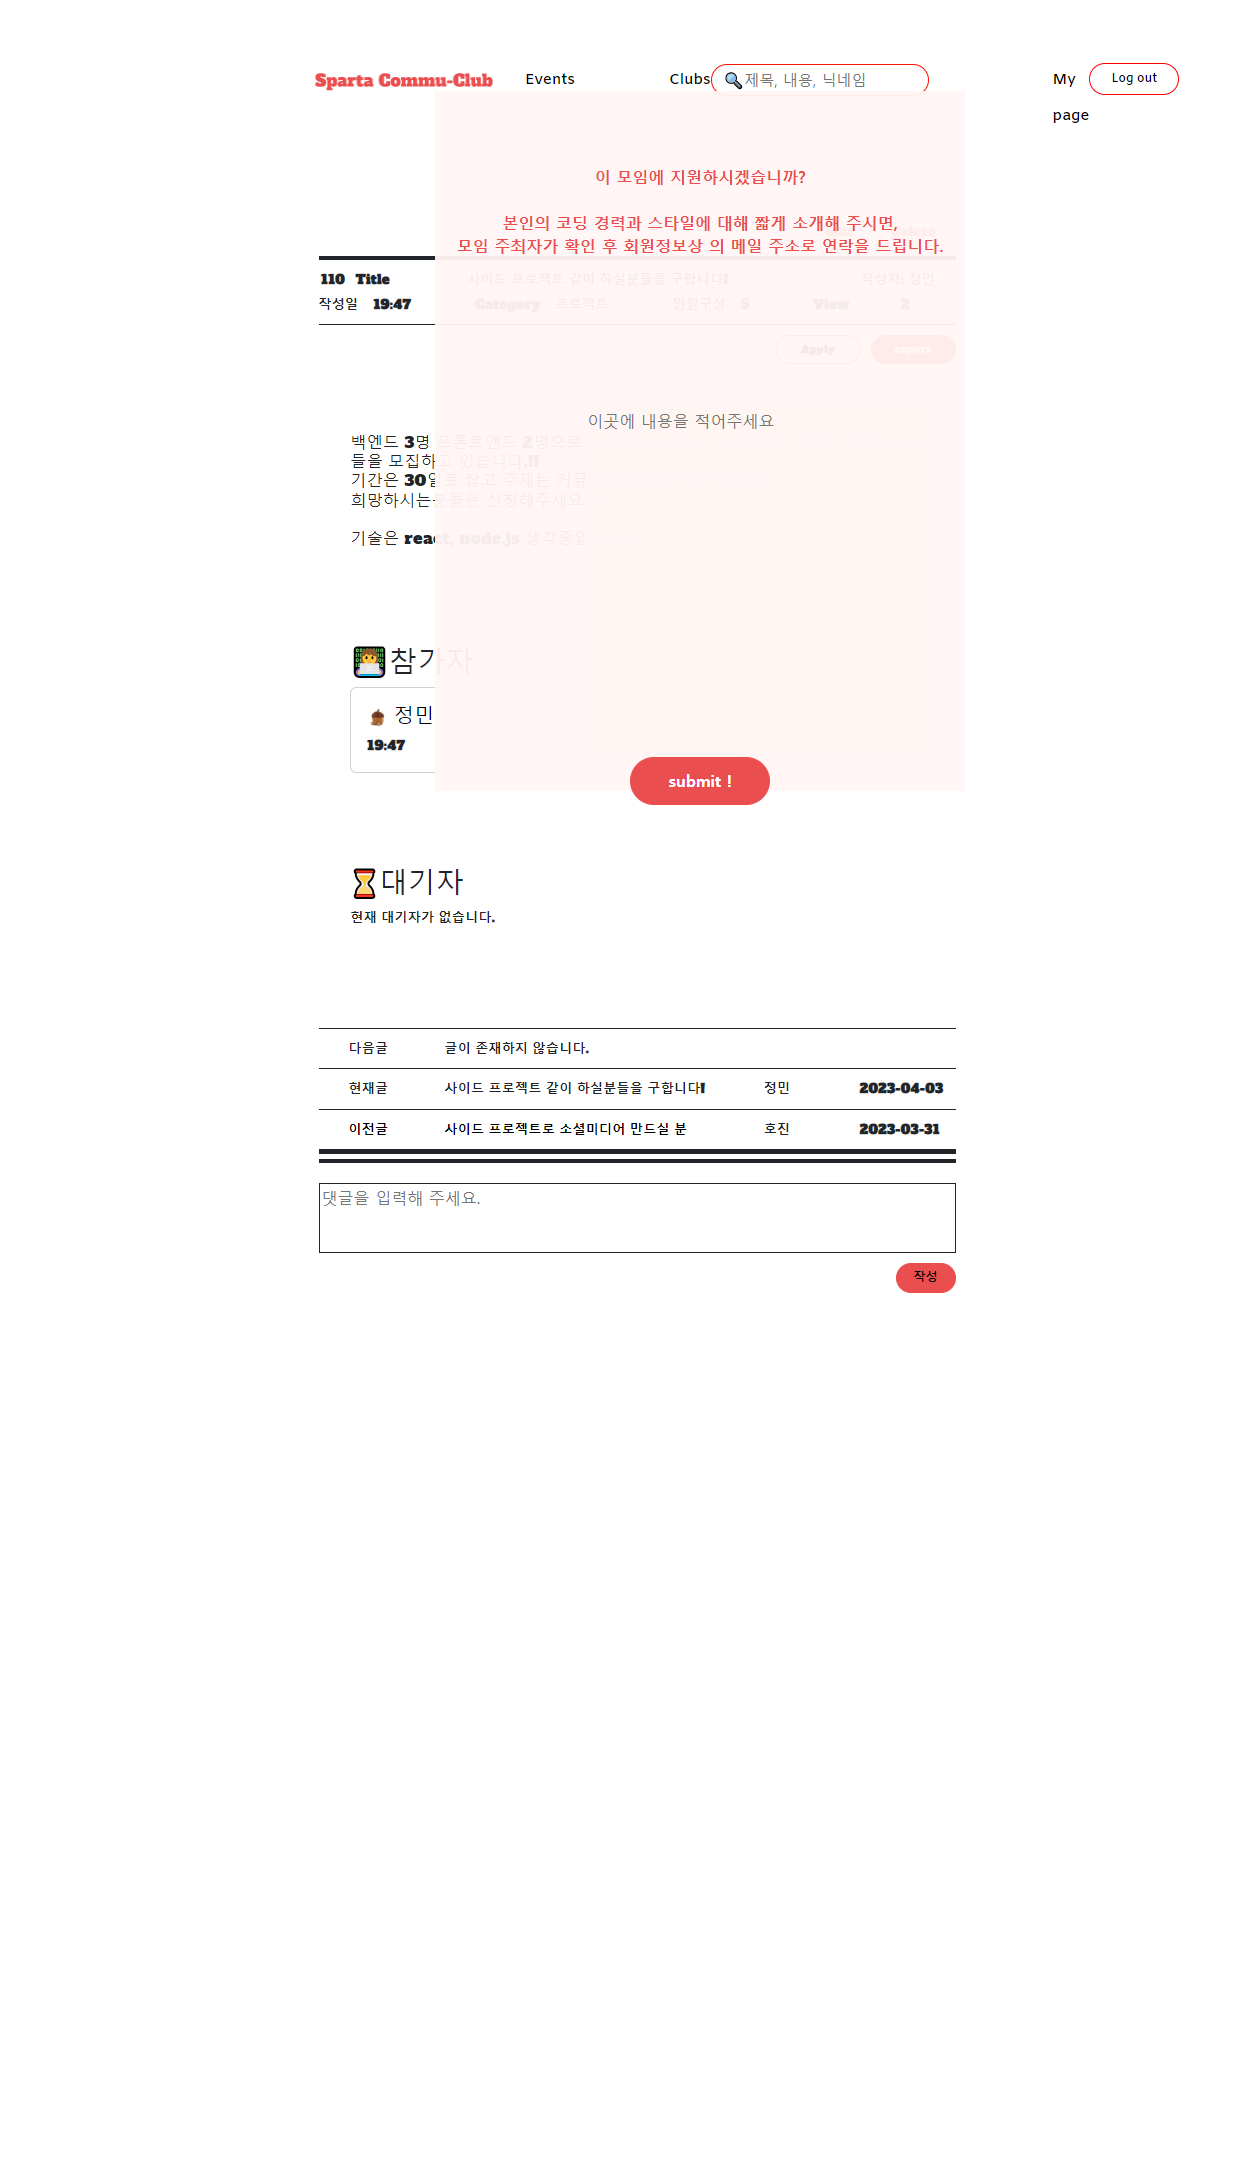 Sparta Commu-Club
Events
Clubs
🔍제목, 내용, 닉네임
My page
Log out
이 모임에 지원하시겠습니까?
본인의 코딩 경력과 스타일에 대해 짧게 소개해 주시면,
모임 주최자가 확인 후 회원정보상 의 메일 주소로 연락을 드립니다.
110 Title 사이드 프로젝트 같이 하실분들을 구합니다! 작성자: 정민
작성일 19:47 Category 프로젝트 인원구성 5 View 2
Apply report
이곳에 내용을 적어주세요
백엔드 3명 프론트엔드 2명으로
들을 모집하고 있습니다.!!
기간은 30일로 잡고 주제는 커뮤
희망하시는분들은 신청해주세요
기술은 react, node.js 생각중입
참가자
정민
19:47
submit !
대기자
현재 대기자가 없습니다.
다음글 글이 존재하지 않습니다.
현재글 사이드 프로젝트 같이 하실분들을 구합니다! 정민 2023-04-03
이전글 사이드 프로젝트로 소셜미디어 만드실 분 호진 2023-03-31
댓글을 입력해 주세요.
작성